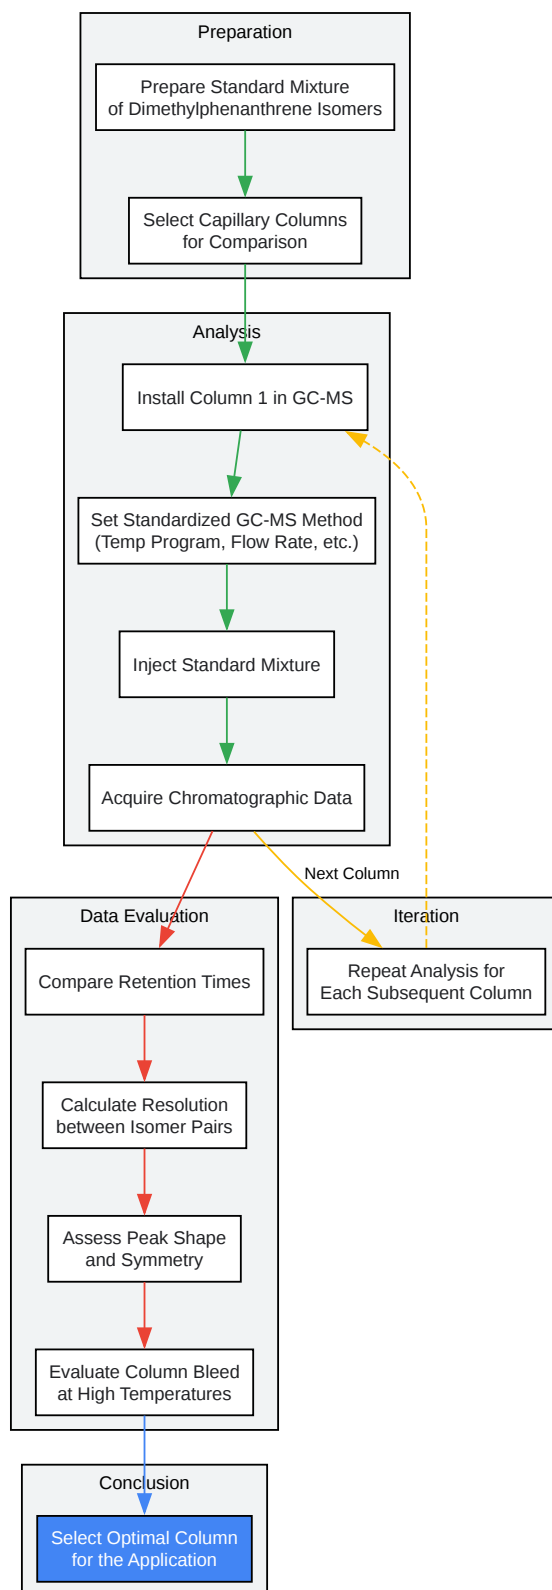 Preparation
Prepare Standard Mixture
of Dimethylphenanthrene Isomers
Select Capillary Columns
for Comparison
Analysis
Install Column 1 in GC-MS
Set Standardized GC-MS Method
(Temp Program, Flow Rate, etc.)
Inject Standard Mixture
Acquire Chromatographic Data
Next Column
Data Evaluation
Compare Retention Times
Calculate Resolution
between Isomer Pairs
Assess Peak Shape
and Symmetry
Evaluate Column Bleed
at High Temperatures
Iteration
Repeat Analysis for
Each Subsequent Column
Conclusion
Select Optimal Column
for the Application